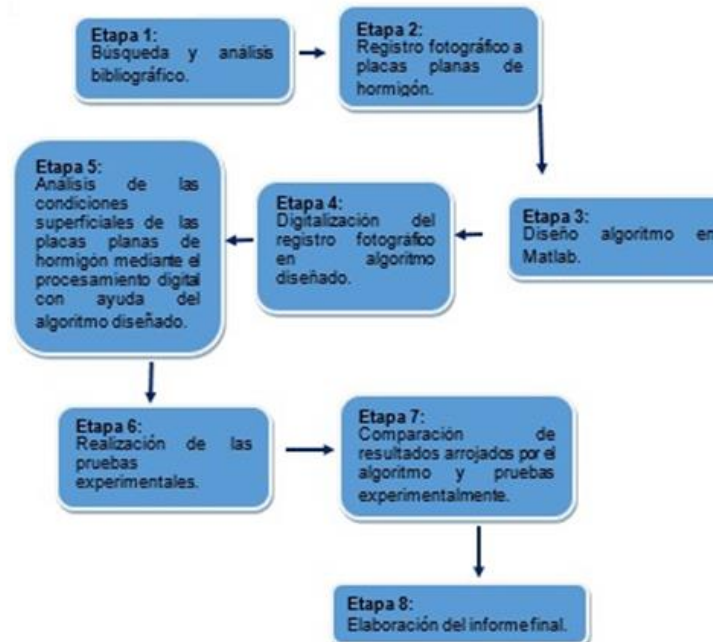 Etapa 1:
Búsqueda y análisis
bibliográfico.
Etapa 2:
Registro fotográfico a
placas planas de
hormigón.
Etapa 3:
Diseño algoritmo en
Matlab.
Etapa 4:
Digitalización del
registro fotográfico
en algoritmo
diseñado.
Etapa 5:
Análisis de las
condiciones
superficiales de las
placas planas de
hormigón mediante el
procesamiento digital
con ayuda del
algoritmo diseñado.
Etapa 6:
Realización de las
pruebas
experimentales.
Etapa 7:
Comparación de
resultados arrojados por el
algoritmo y pruebas
experimentalmente.
Etapa 8:
Elaboración del informe final.